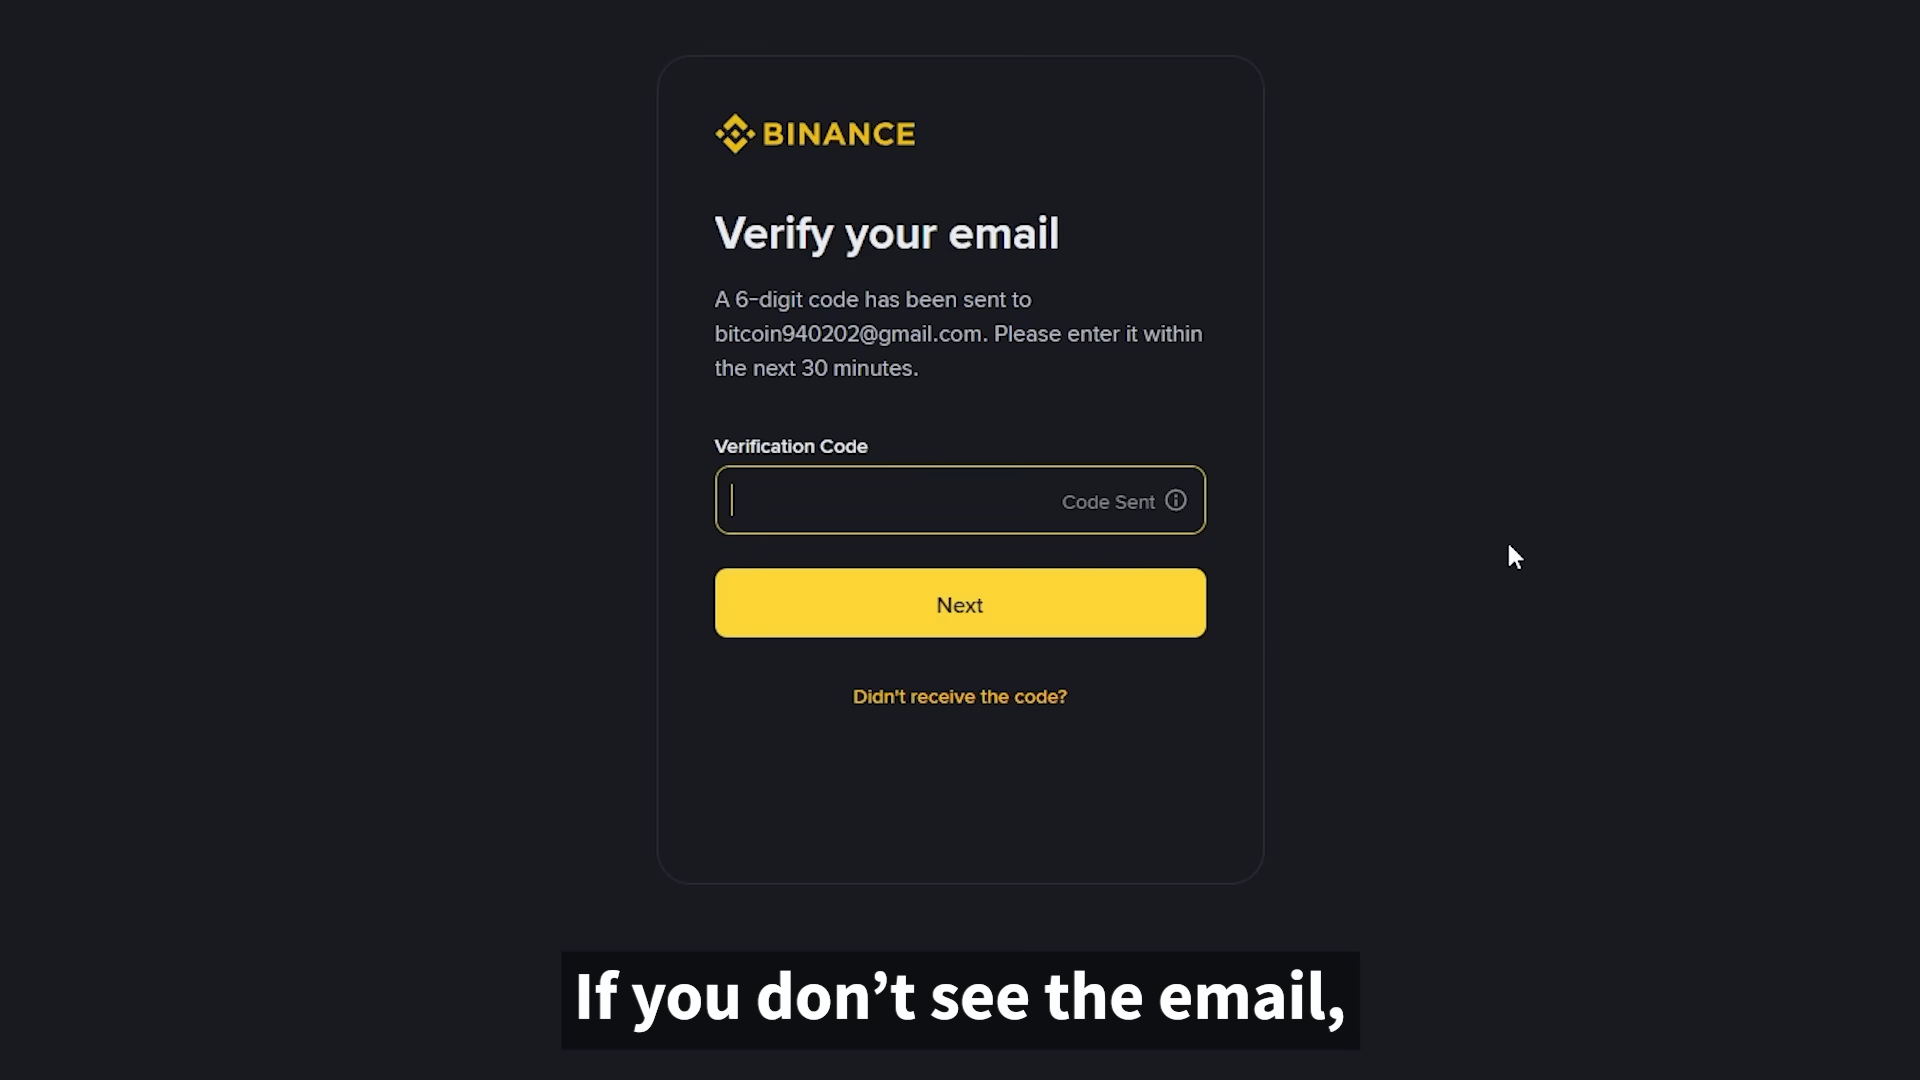 BINANCE
Verify your email
A 6-digit code has been sent to
bitcoin940202@gmail.com. Please enter it within
the next 30 minutes.
Verification Code
Code Sent
Next
Didn't receive the code?
If you don’t see the email,